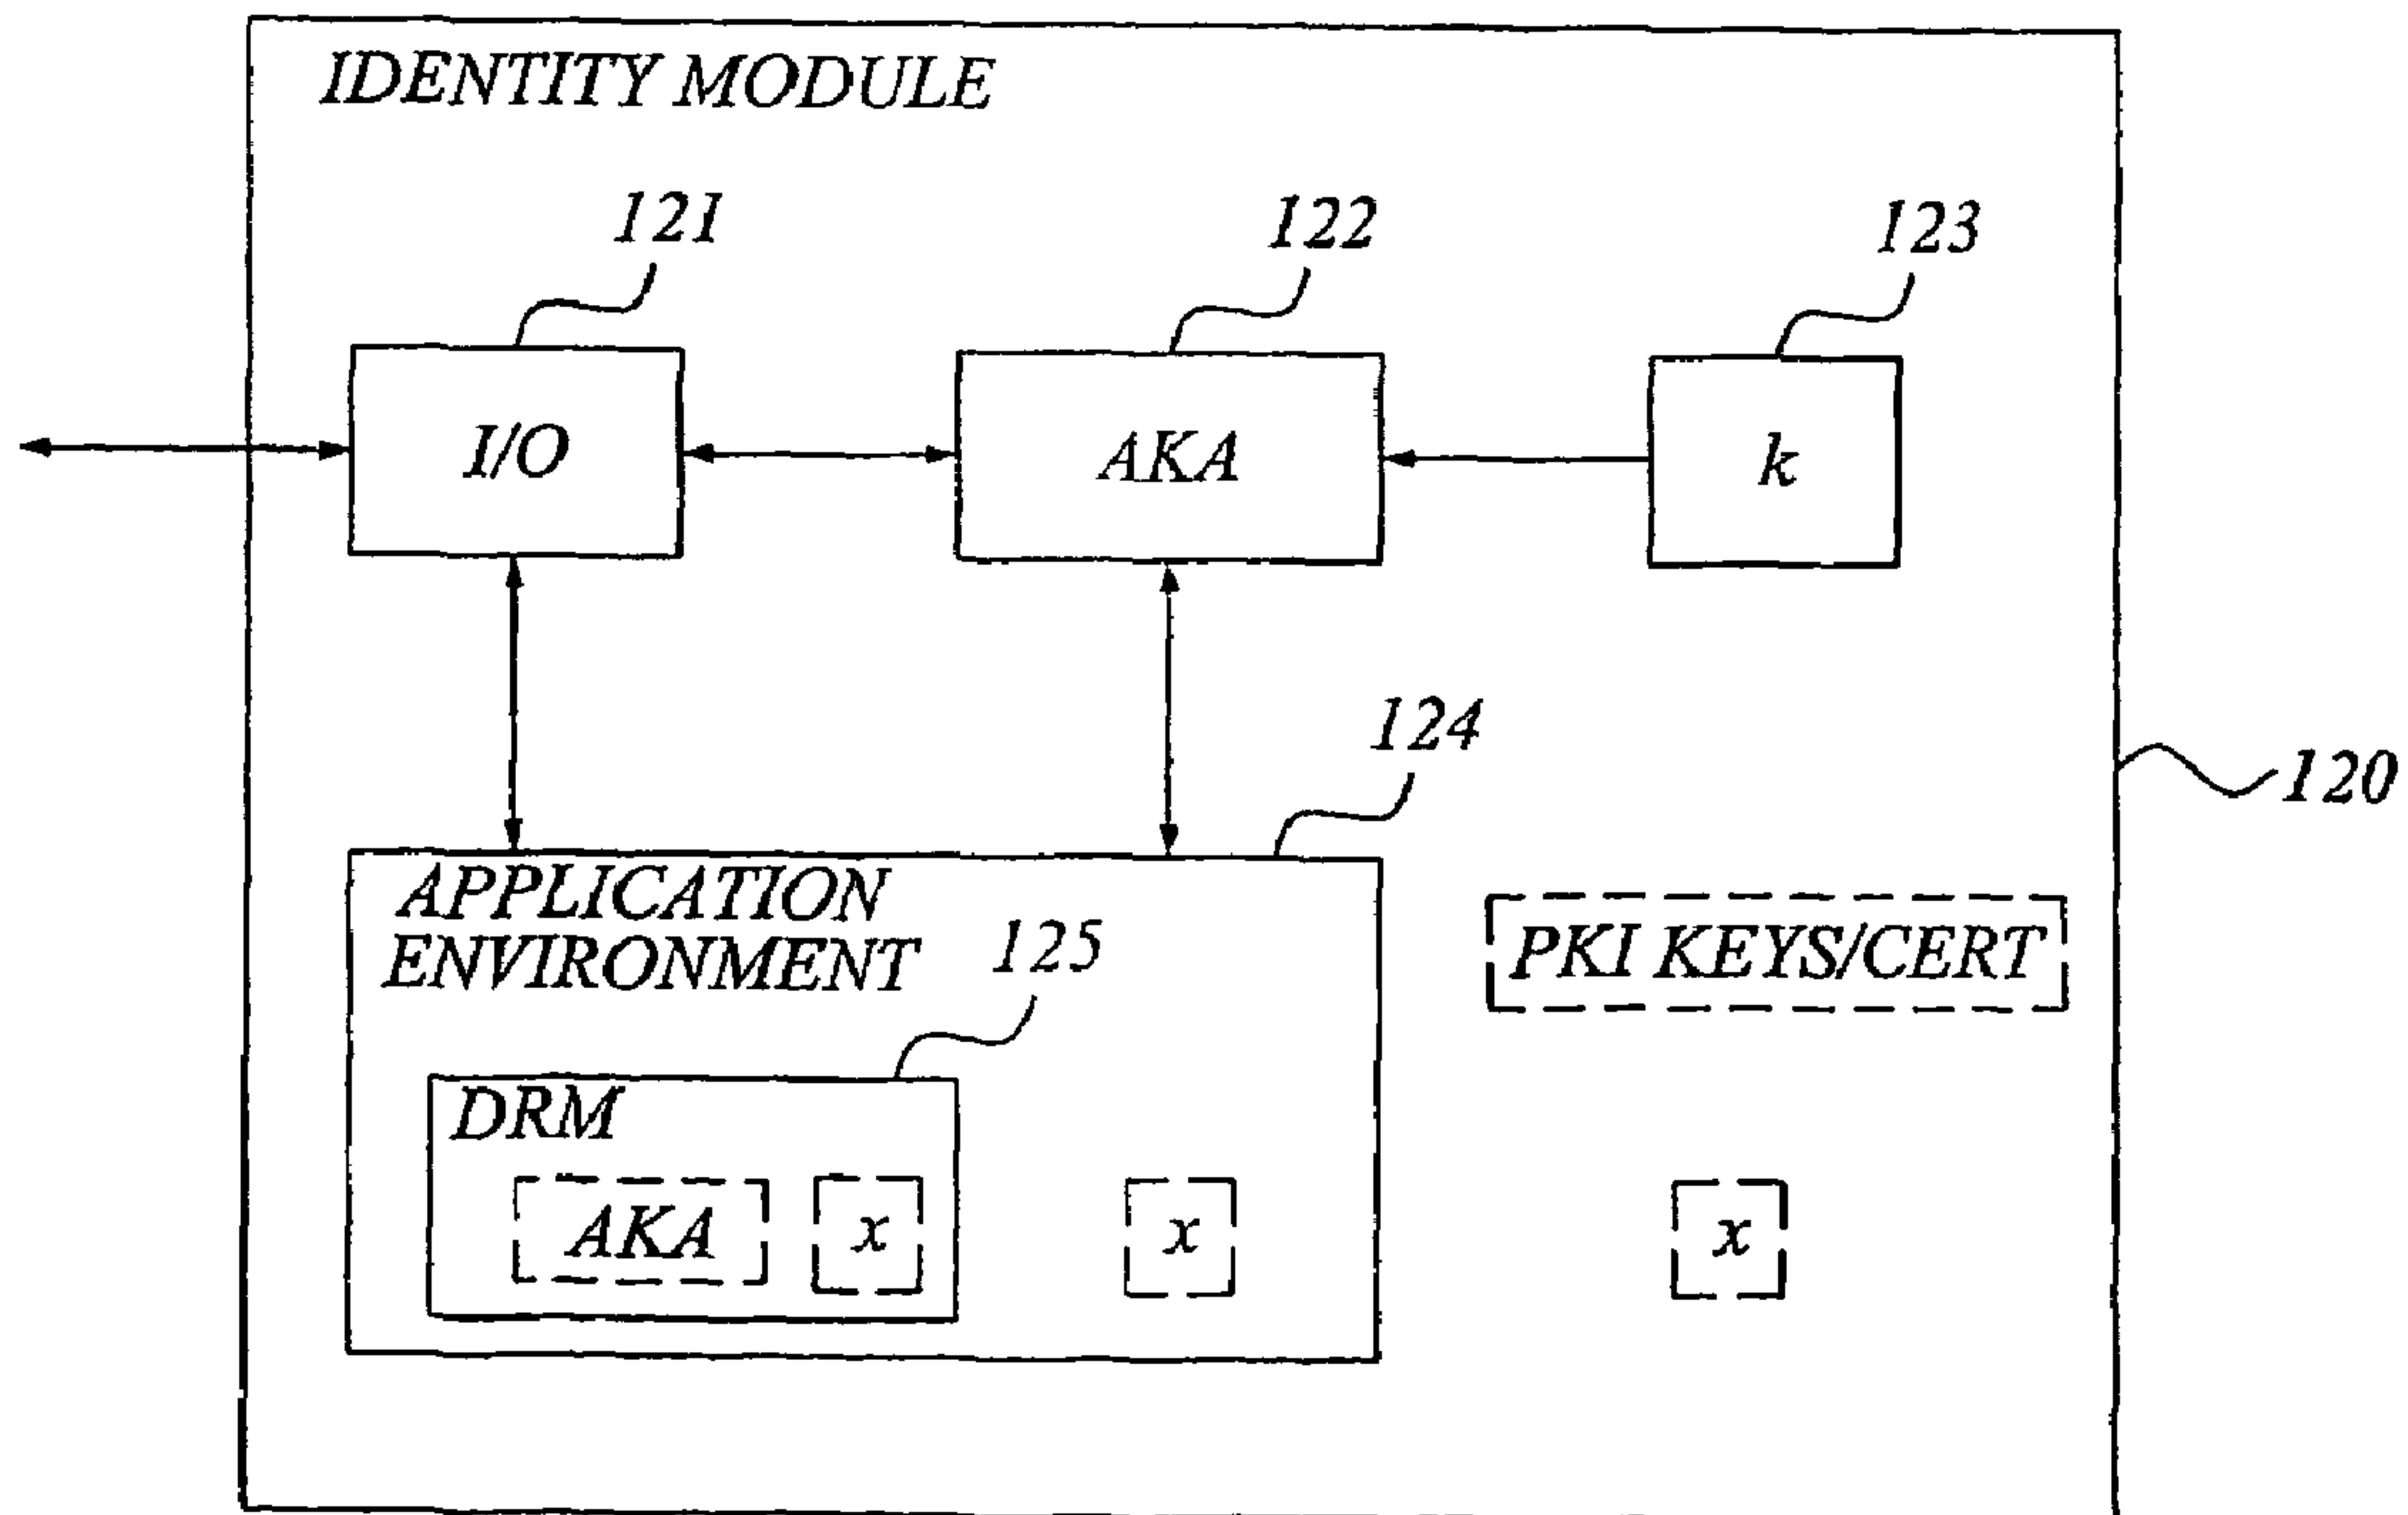 IDENTITY MODULE
121
122
123
I/O
AKA
k
124
120
APPLICATION
ENVIRONMENT
125
PKI KEYS/CERT
DRM
AKA
x
x
x